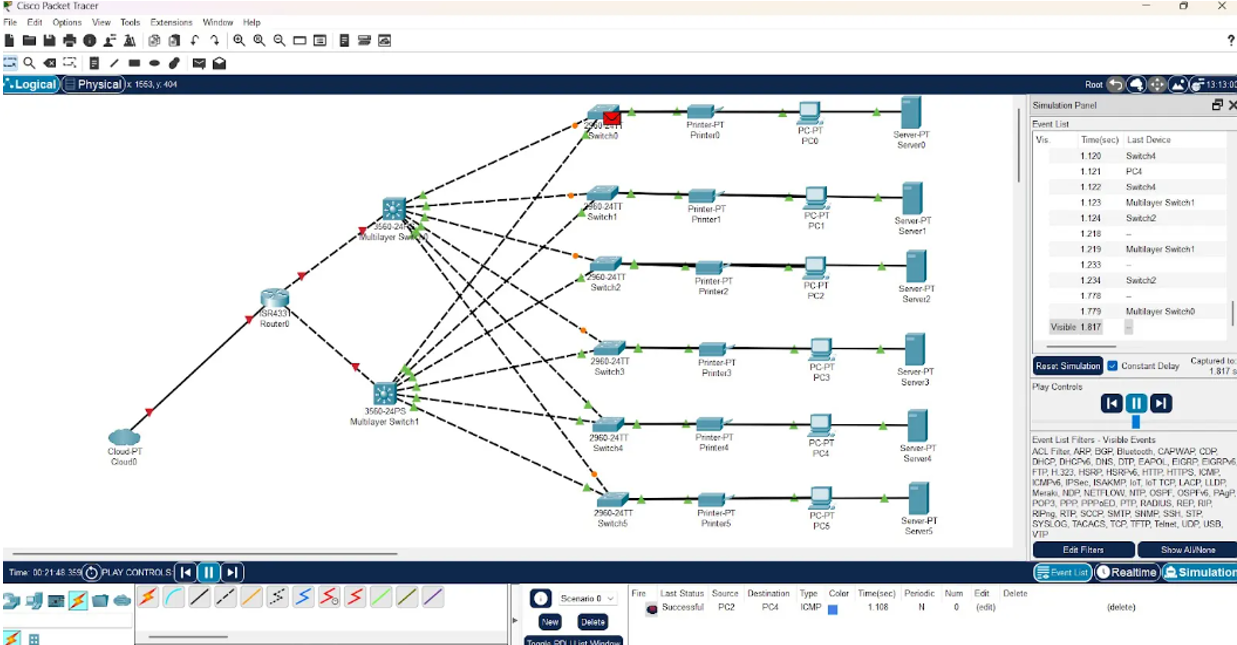 Cisco Packet Tracer
File Edit Options View Tools Extensions Window Help
?
Logical Physical x: 1553, y: 404
Root 13:13:00
2960-24TT
Switch0
Printer-PT
Printer0
PC-PT
PC0
Server-PT
Server0
2960-24TT
Switch1
Printer-PT
Printer1
PC-PT
PC1
Server-PT
Server1
3560-24PS
Multilayer Switch0
2960-24TT
Switch2
Printer-PT
Printer2
PC-PT
PC2
Server-PT
Server2
ISR4331
Router0
2960-24TT
Switch3
Printer-PT
Printer3
PC-PT
PC3
Server-PT
Server3
3560-24PS
Multilayer Switch1
2960-24TT
Switch4
Printer-PT
Printer4
PC-PT
PC4
Server-PT
Server4
Cloud-PT
Cloud0
2960-24TT
Switch5
Printer-PT
Printer5
PC-PT
PC5
Server-PT
Server5
Simulation Panel
Event List
Vis. Time(sec) Last Device
1.120 Switch4
1.121 PC4
1.122 Switch4
1.123 Multilayer Switch1
1.124 Switch2
1.218 --
1.219 Multilayer Switch1
1.233 --
1.234 Switch2
1.778 --
1.779 Multilayer Switch0
Visible 1.817 --
Reset Simulation Constant Delay Captured to:
1.817 s
Play Controls
Event List Filters - Visible Events
ACL Filter, ARP, BGP, Bluetooth, CAPWAP, CDP,
DHCP, DHCPv6, DNS, DTP, EAPOL, EIGRP, EIGRPv6,
FTP, H.323, HSRP, HSRPv6, HTTP, HTTPS, ICMP,
ICMPv6, IPSec, ISAKMP, IoT, IoT TCP, LACP, LLDP,
Meraki, NDP, NETFLOW, NTP, OSPF, OSPFv6, PAgP,
POP3, PPP, PPPoED, PTP, RADIUS, REP, RIP,
RIPng, RTP, SCCP, SMTP, SNMP, SSH, STP,
SYSLOG, TACACS, TCP, TFTP, Telnet, UDP, USB,
VTP
Edit Filters Show All/None
Time: 00:21:48.359 PLAY CONTROLS:
Event List Realtime Simulation
Scenario 0
New Delete
Toggle PDU List Window
Fire Last Status Source Destination Type Color Time(sec) Periodic Num Edit Delete
Successful PC2 PC4 ICMP 1.108 N 0 (edit) (delete)